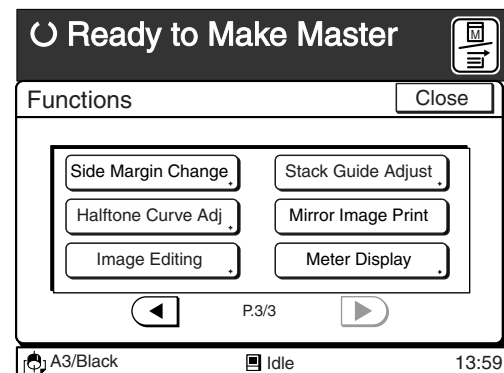 Ready to Make Master
M
Functions
Close
Side Margin Change
Stack Guide Adjust
Halftone Curve Adj
Mirror Image Print
Image Editing
Meter Display
P.3/3
A3/Black
Idle
13:59